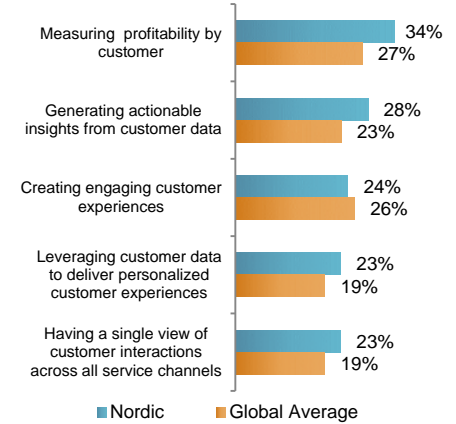 Measuring profitability by
customer
34%
27%
Generating actionable
insights from customer data
28%
23%
Creating engaging customer
experiences
24%
26%
Leveraging customer data
to deliver personalized
customer experiences
23%
19%
Having a single view of
customer interactions
across all service channels
23%
19%
Nordic
Global Average